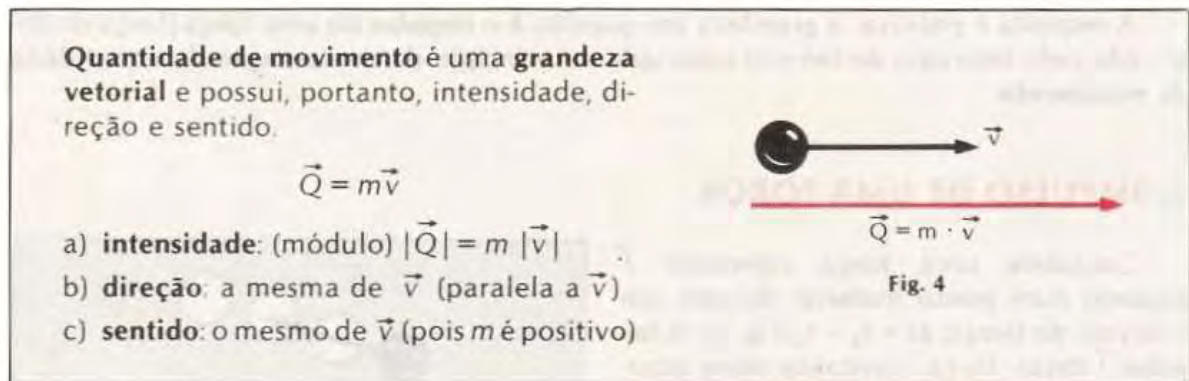 Quantidade de movimento é uma grandeza
vetorial e possui, portanto, intensidade, di-
reção e sentido.
Q⃗ = mv⃗
a) intensidade: (módulo) |Q⃗| = m |v⃗|
b) direção: a mesma de v⃗ (paralela a v⃗)
c) sentido: o mesmo de v⃗ (pois m é positivo)
v⃗
Q⃗ = m · v⃗
Fig. 4